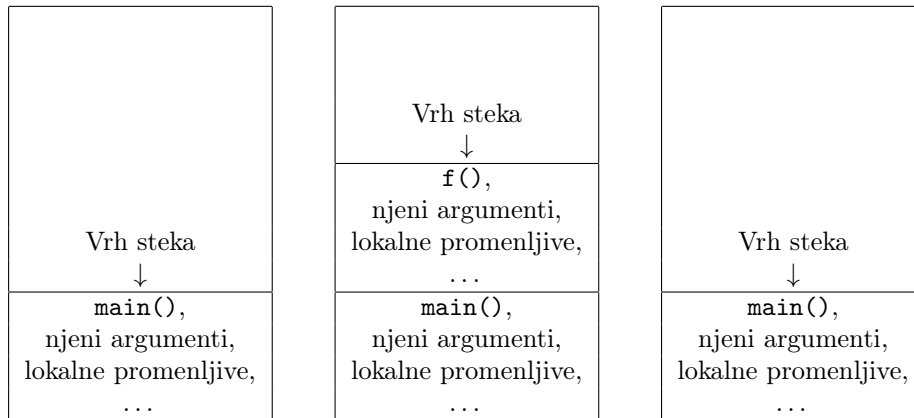 Vrh steka
↓
main(),
njeni argumenti,
lokalne promenljive,
...
Vrh steka
↓
f(),
njeni argumenti,
lokalne promenljive,
...
main(),
njeni argumenti,
lokalne promenljive,
...
Vrh steka
↓
main(),
njeni argumenti,
lokalne promenljive,
...